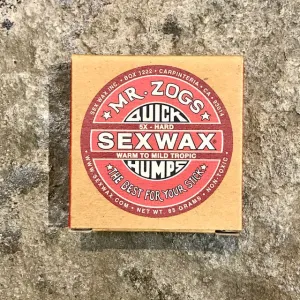 SEX WAX INC. • BOX 1202 • CARPINTERIA • CA • 93014
MR. ZOGS
QUICK
5X - HARD
SEXWAX
WARM TO MILD TROPIC
HUMPS
THE BEST FOR YOUR STICK
WWW.SEXWAX.COM • NET WT. 85 GRAMS • NON-TOXIC •